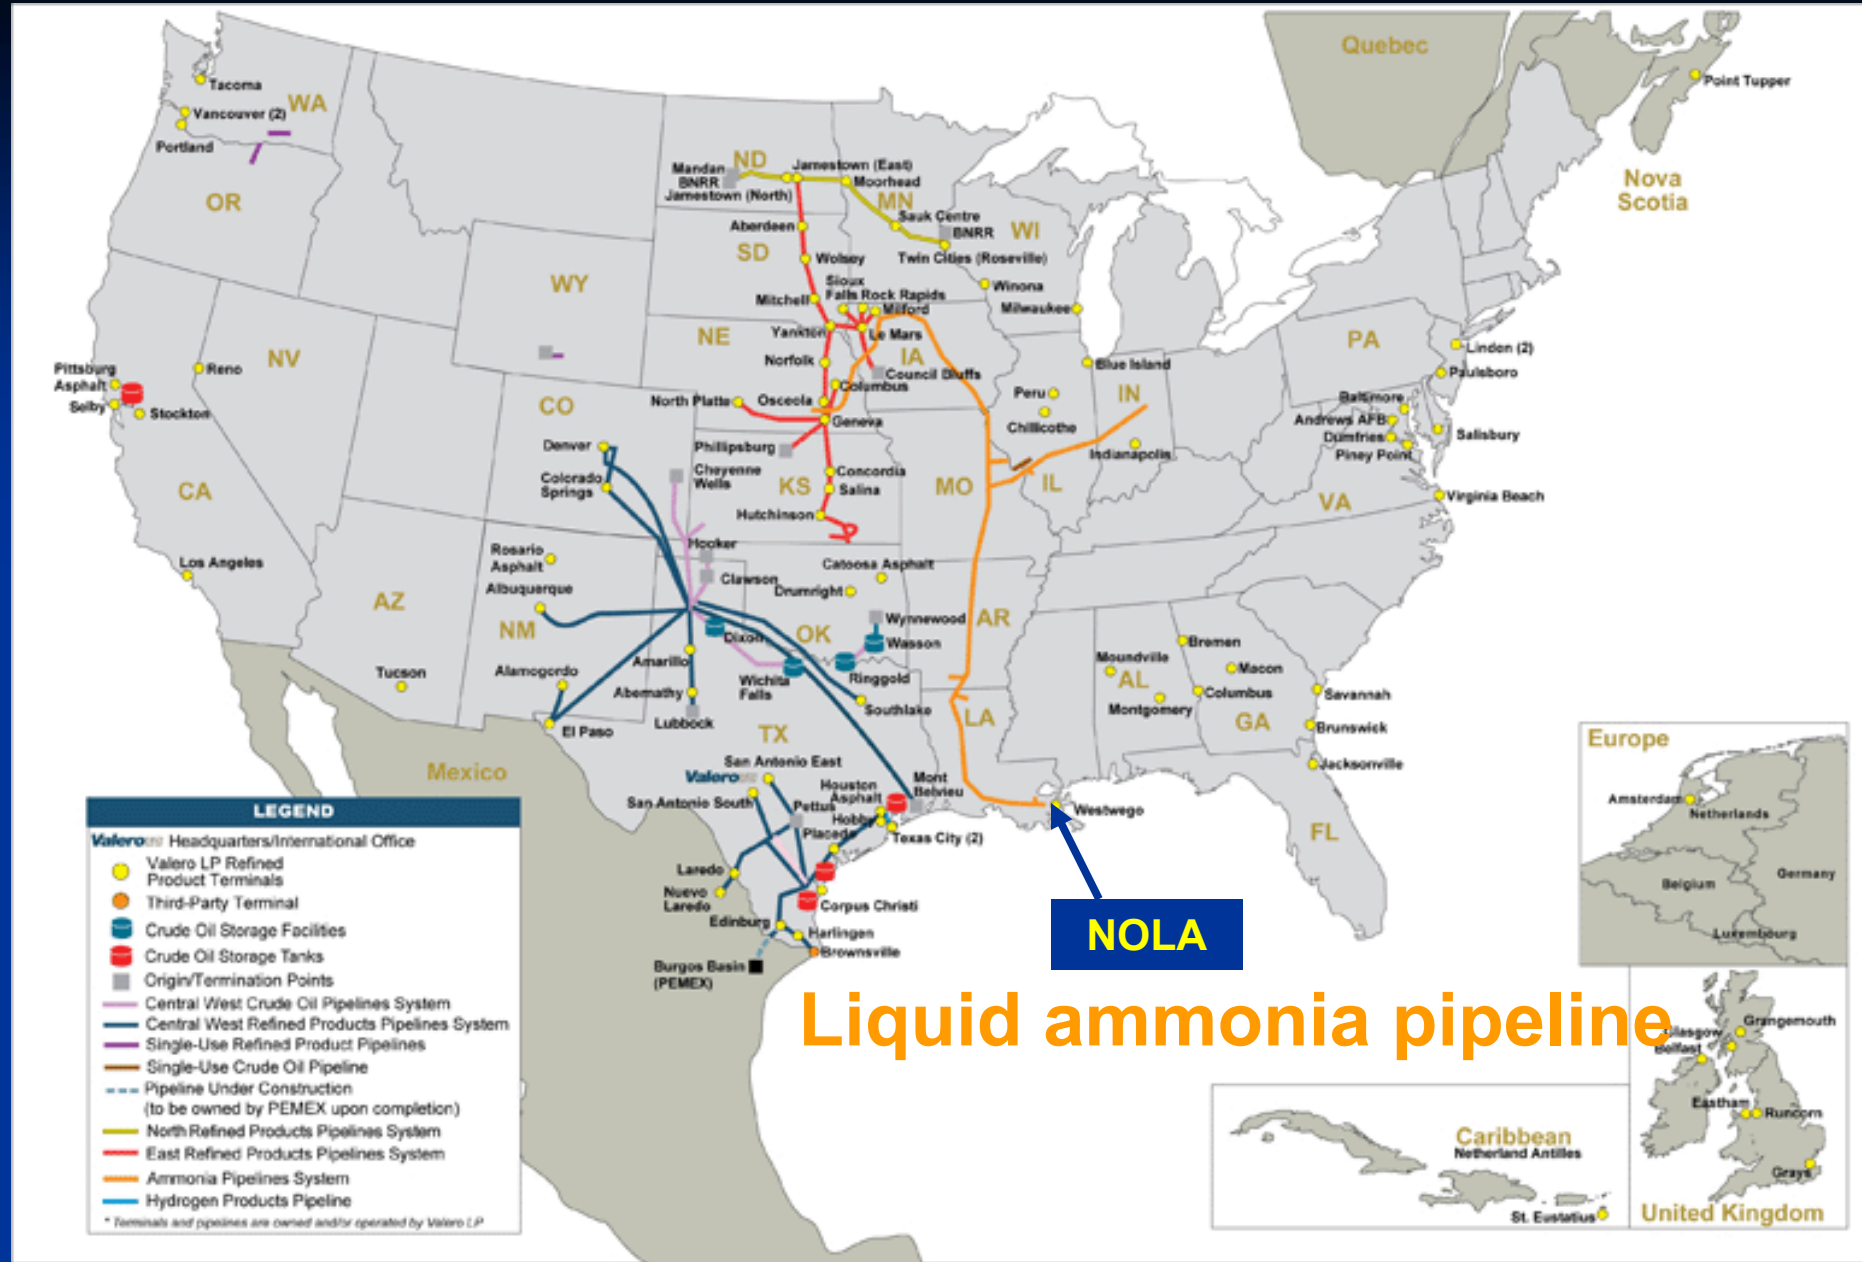 Quebec
Point Tupper
Nova
Scotia
Tacoma
WA
Vancouver (2)
Portland
OR
ND
Mandan
BNRR
Jamestown (East)
Jamestown (North)
Moorhead
MN
Sauk Centre
BNRR
WI
Twin Cities (Roseville)
Aberdeen
SD
Wolsey
WY
Sioux
Falls
Rock Rapids
Winona
Mitchell
Milford
Milwaukee
Yankton
Le Mars
NE
IA
PA
Linden (2)
NV
Norfolk
Blue Island
Pittsburg
Asphalt
Reno
Council Bluffs
Paulsboro
Columbus
Peru
IN
Selby
Stockton
CO
North Platte
Osceola
Baltimore
Geneva
Chillicothe
Andrews AFB
Dumfries
Salisbury
Denver
Phillipsburg
Indianapolis
Piney Point
Cheyenne
Wells
Concordia
Colorado
Springs
CA
KS
Salina
MO
IL
VA
Virginia Beach
Hutchinson
Hooker
Rosario
Asphalt
Los Angeles
Catoosa Asphalt
Clawson
Albuquerque
Drumright
AZ
NM
Wynnewood
AR
Dixon
OK
Wasson
Bremen
Amarillo
Moundville
Macon
Tucson
Alamogordo
Wichita
Falls
Ringgold
AL
Abernathy
Columbus
Savannah
Montgomery
Lubbock
Southlake
LA
GA
Brunswick
El Paso
TX
Europe
Mexico
San Antonio East
Jacksonville
Valero
Mont
Belvieu
Houston
Asphalt
Amsterdam
San Antonio South
Pettus
Netherlands
Hobby
Westwego
Placedo
Texas City (2)
FL
Laredo
Germany
Nuevo
Laredo
Belgium
Corpus Christi
Edinburg
NOLA
Harlingen
Luxembourg
Brownsville
Burgos Basin
(PEMEX)
Liquid ammonia pipeline
Glasgow
Grangemouth
Belfast
Eastham
Runcorn
Caribbean
Netherland Antilles
Grays
St. Eustatius
United Kingdom
LEGEND
Valero Headquarters/International Office
Valero LP Refined
Product Terminals
Third-Party Terminal
Crude Oil Storage Facilities
Crude Oil Storage Tanks
Origin/Termination Points
Central West Crude Oil Pipelines System
Central West Refined Products Pipelines System
Single-Use Refined Product Pipelines
Single-Use Crude Oil Pipeline
Pipeline Under Construction
(to be owned by PEMEX upon completion)
North Refined Products Pipelines System
East Refined Products Pipelines System
Ammonia Pipelines System
Hydrogen Products Pipeline
* Terminals and pipelines are owned and/or operated by Valero LP